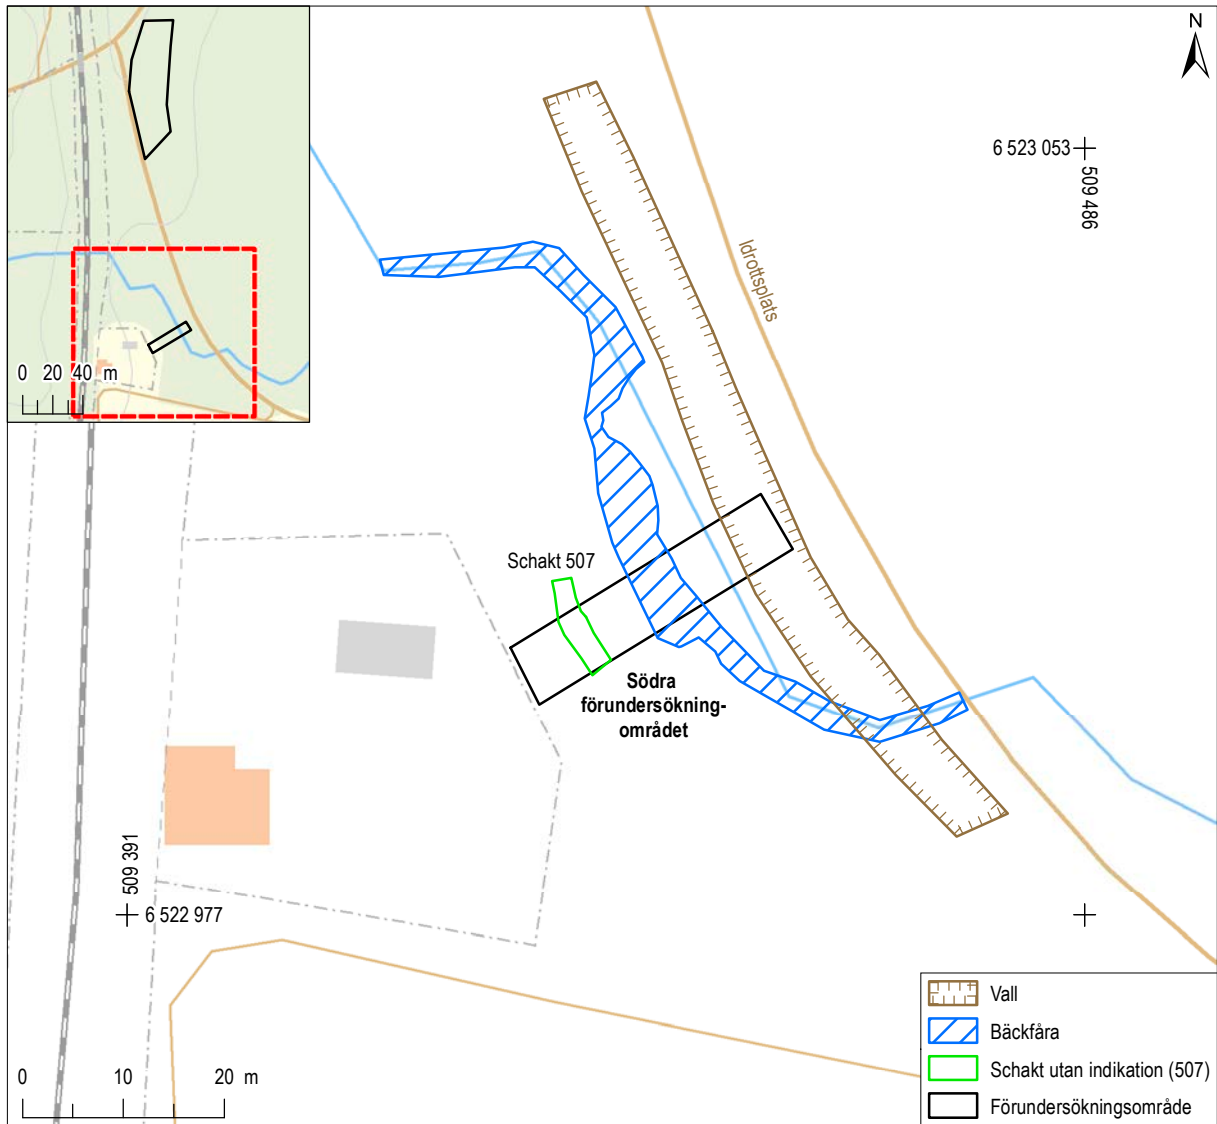 N
6 523 053
509 486
Idrottsplats
0 20 40 m
Schakt 507
Södra
förundersökning-
området
509 391
6 522 977
0 10 20 m
Vall
Bäckfåra
Schakt utan indikation (507)
Förundersökningsområde